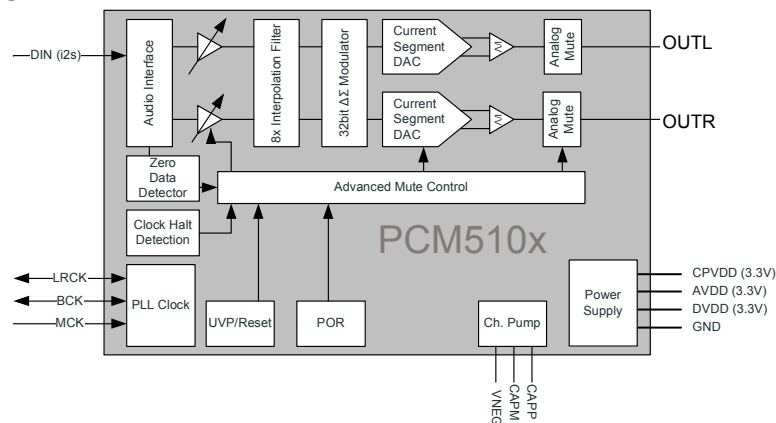 DIN (i2s)
Audio Interface
8x Interpolation Filter
32bit ΔΣ Modulator
Current
Segment
DAC
Analog
Mute
OUTL
Current
Segment
DAC
Analog
Mute
OUTR
Zero
Data
Detector
Advanced Mute Control
Clock Halt
Detection
PCM510x
LRCK
BCK
MCK
PLL Clock
UVP/Reset
POR
Ch. Pump
Power
Supply
CPVDD (3.3V)
AVDD (3.3V)
DVDD (3.3V)
GND
VNEG
CAPM
CAPP